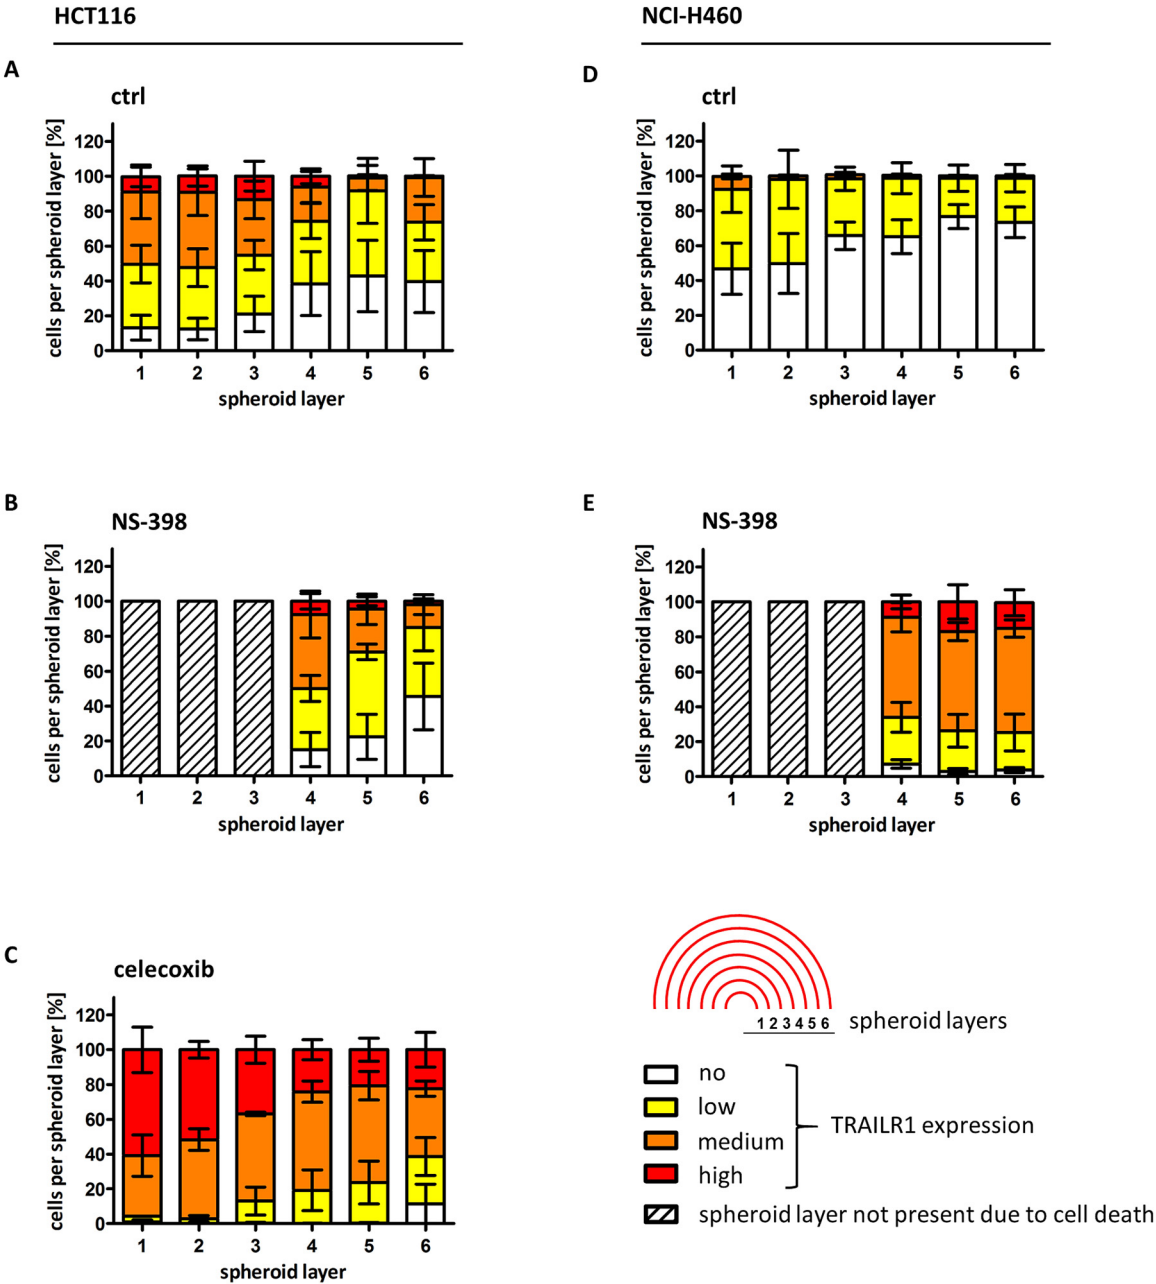 HCT116
NCI-H460
A
ctrl
cells per spheroid layer [%]
120
100
80
60
40
20
0
1 2 3 4 5 6
spheroid layer
D
ctrl
cells per spheroid layer [%]
120
100
80
60
40
20
0
1 2 3 4 5 6
spheroid layer
B
NS-398
cells per spheroid layer [%]
120
100
80
60
40
20
0
1 2 3 4 5 6
spheroid layer
E
NS-398
cells per spheroid layer [%]
120
100
80
60
40
20
0
1 2 3 4 5 6
spheroid layer
C
celecoxib
cells per spheroid layer [%]
120
100
80
60
40
20
0
1 2 3 4 5 6
spheroid layer
1 2 3 4 5 6 spheroid layers
no
low
medium
high
TRAILR1 expression
spheroid layer not present due to cell death